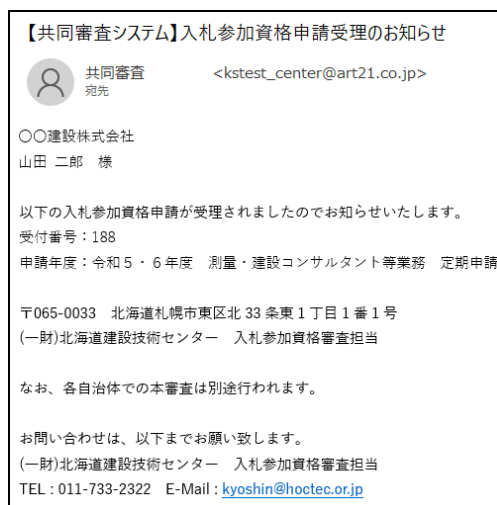 【共同審査システム】入札参加資格申請受理のお知らせ
共同審査 <kstest_center@art21.co.jp>
宛先
〇〇建設株式会社
山田 二郎 様
以下の入札参加資格申請が受理されましたのでお知らせいたします。
受付番号：188
申請年度：令和５・６年度 測量・建設コンサルタント等業務 定期申請
〒065-0033 北海道札幌市東区北 33 条東１丁目１番１号
(一財)北海道建設技術センター 入札参加資格審査担当
なお、各自治体での本審査は別途行われます。
お問い合わせは、以下までお願い致します。
(一財)北海道建設技術センター 入札参加資格審査担当
TEL : 011-733-2322 E-Mail : kyoshin@hoctec.or.jp